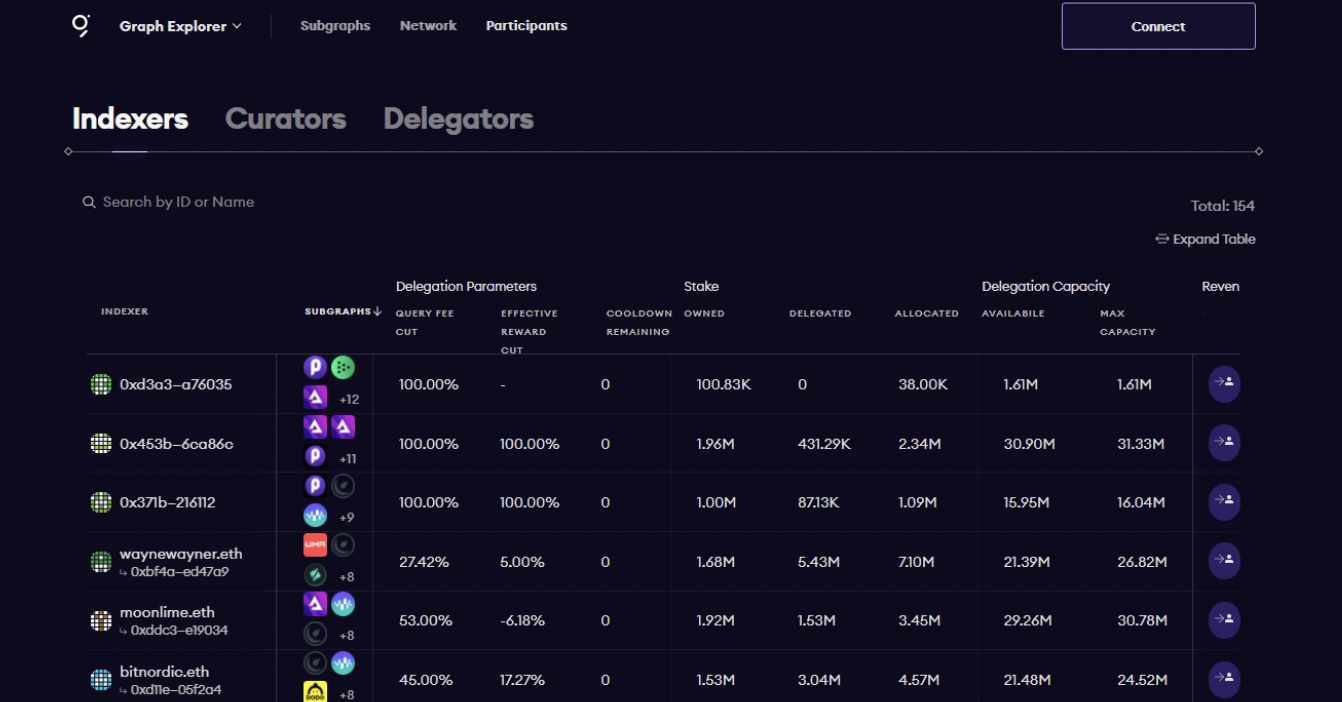 Graph Explorer Subgraphs Network Participants Connect
Indexers Curators Delegators
Search by ID or Name
Total: 154
Expand Table
Delegation Parameters Stake Delegation Capacity Reven
INDEXER SUBGRAPHS↓ QUERY FEE CUT EFFECTIVE REWARD CUT COOLDOWN REMAINING OWNED DELEGATED ALLOCATED AVAILABILE MAX CAPACITY
0xd3a3-a76035 +12 100.00% - 0 100.83K 0 38.00K 1.61M 1.61M
0x453b-6ca86c +11 100.00% 100.00% 0 1.96M 431.29K 2.34M 30.90M 31.33M
0x371b-216112 +9 100.00% 100.00% 0 1.00M 87.13K 1.09M 15.95M 16.04M
waynewayner.eth
↳ 0xbf4a-ed47a9 UMA +8 27.42% 5.00% 0 1.68M 5.43M 7.10M 21.39M 26.82M
moonlime.eth
↳ 0xddc3-e19034 +8 53.00% -6.18% 0 1.92M 1.53M 3.45M 29.26M 30.78M
bitnordic.eth
↳ 0xd11e-05f2a4 DODO +8 45.00% 17.27% 0 1.53M 3.04M 4.57M 21.48M 24.52M